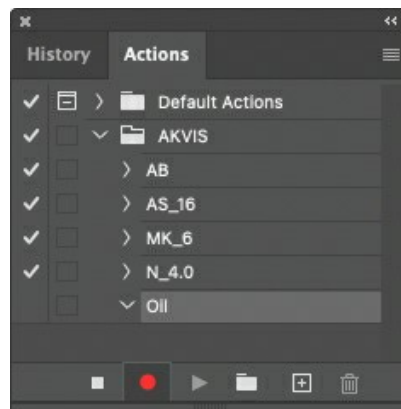 History Actions
Default Actions
AKVIS
AB
AS_16
MK_6
N_4.0
Oil